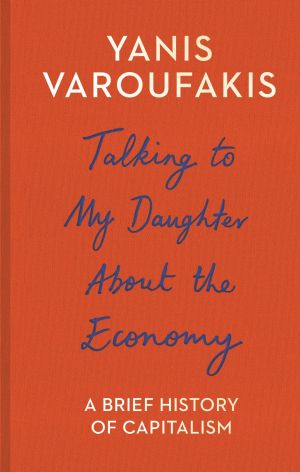 YANIS
VAROUFAKIS
Talking to
My Daughter
About the
Economy
A BRIEF HISTORY
OF CAPITALISM